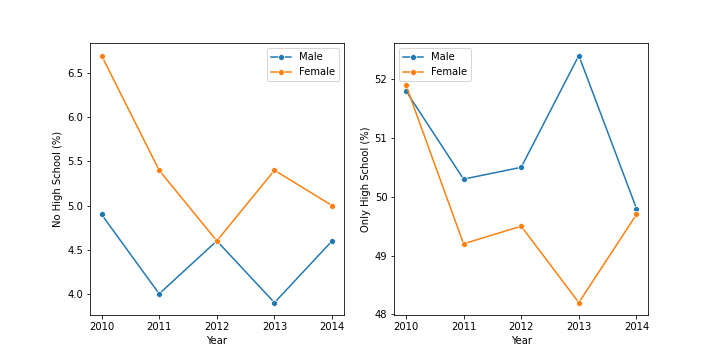 No High School (%)
6.5
6.0
5.5
5.0
4.5
4.0
2010 2011 2012 2013 2014
Year
Male
Female
Only High School (%)
52
51
50
49
48
2010 2011 2012 2013 2014
Year
Male
Female